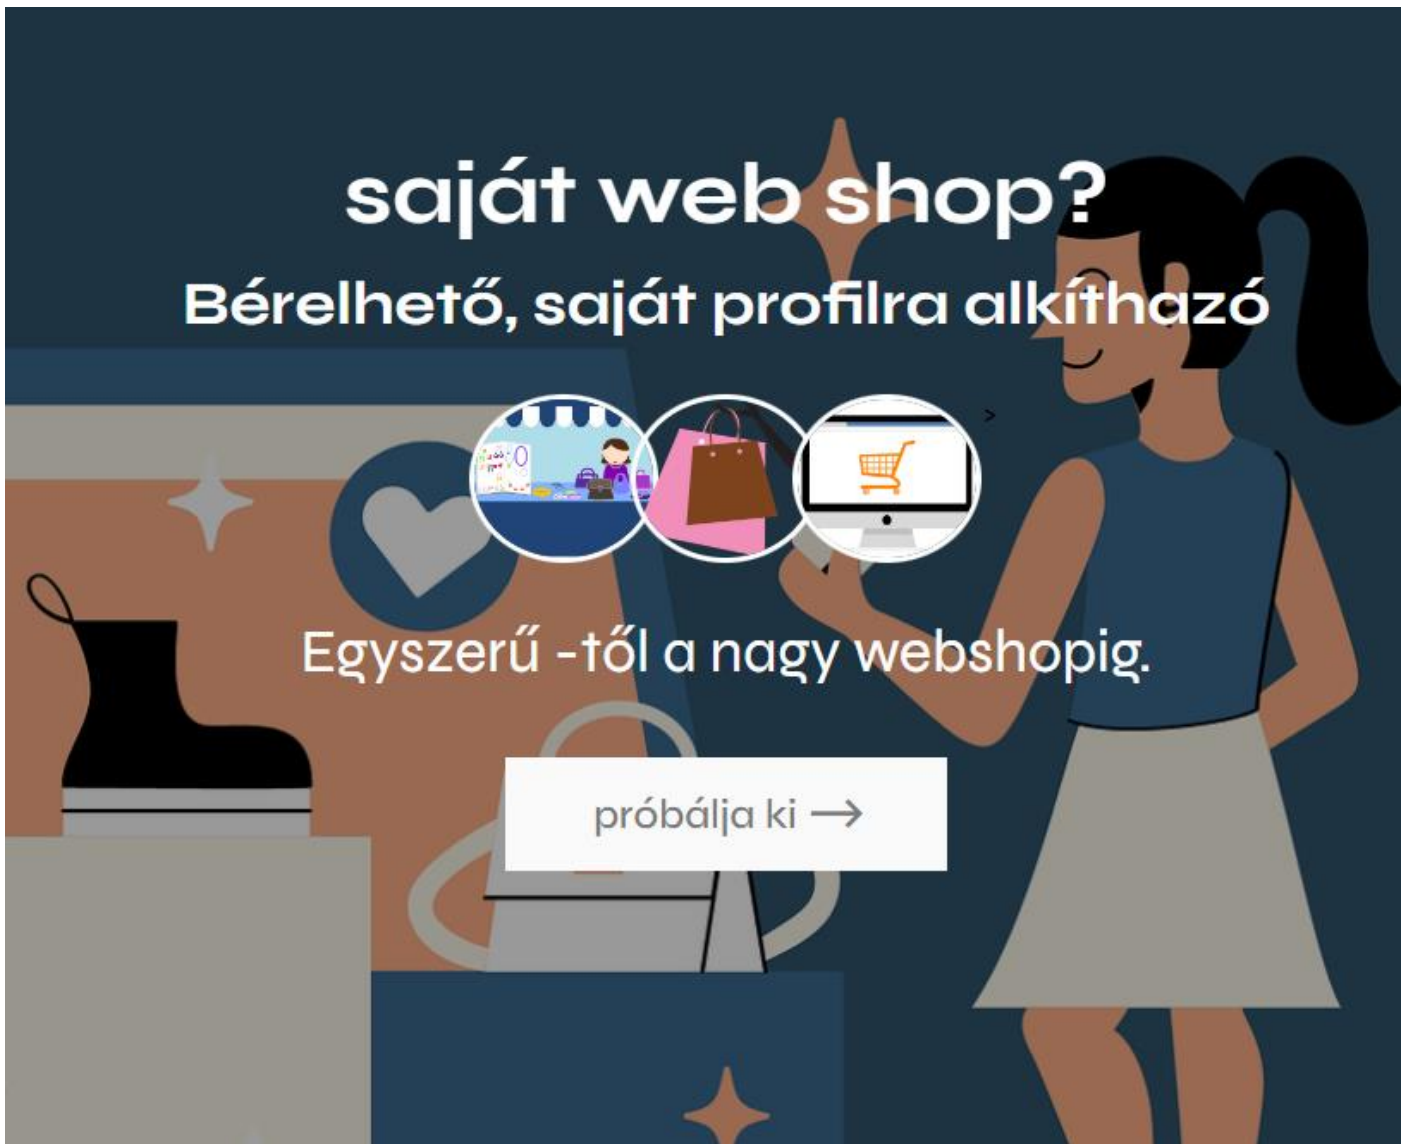 saját web shop?
Bérelhető, saját profilra alkíthazó
>
Egyszerű -től a nagy webshopig.
próbálja ki →